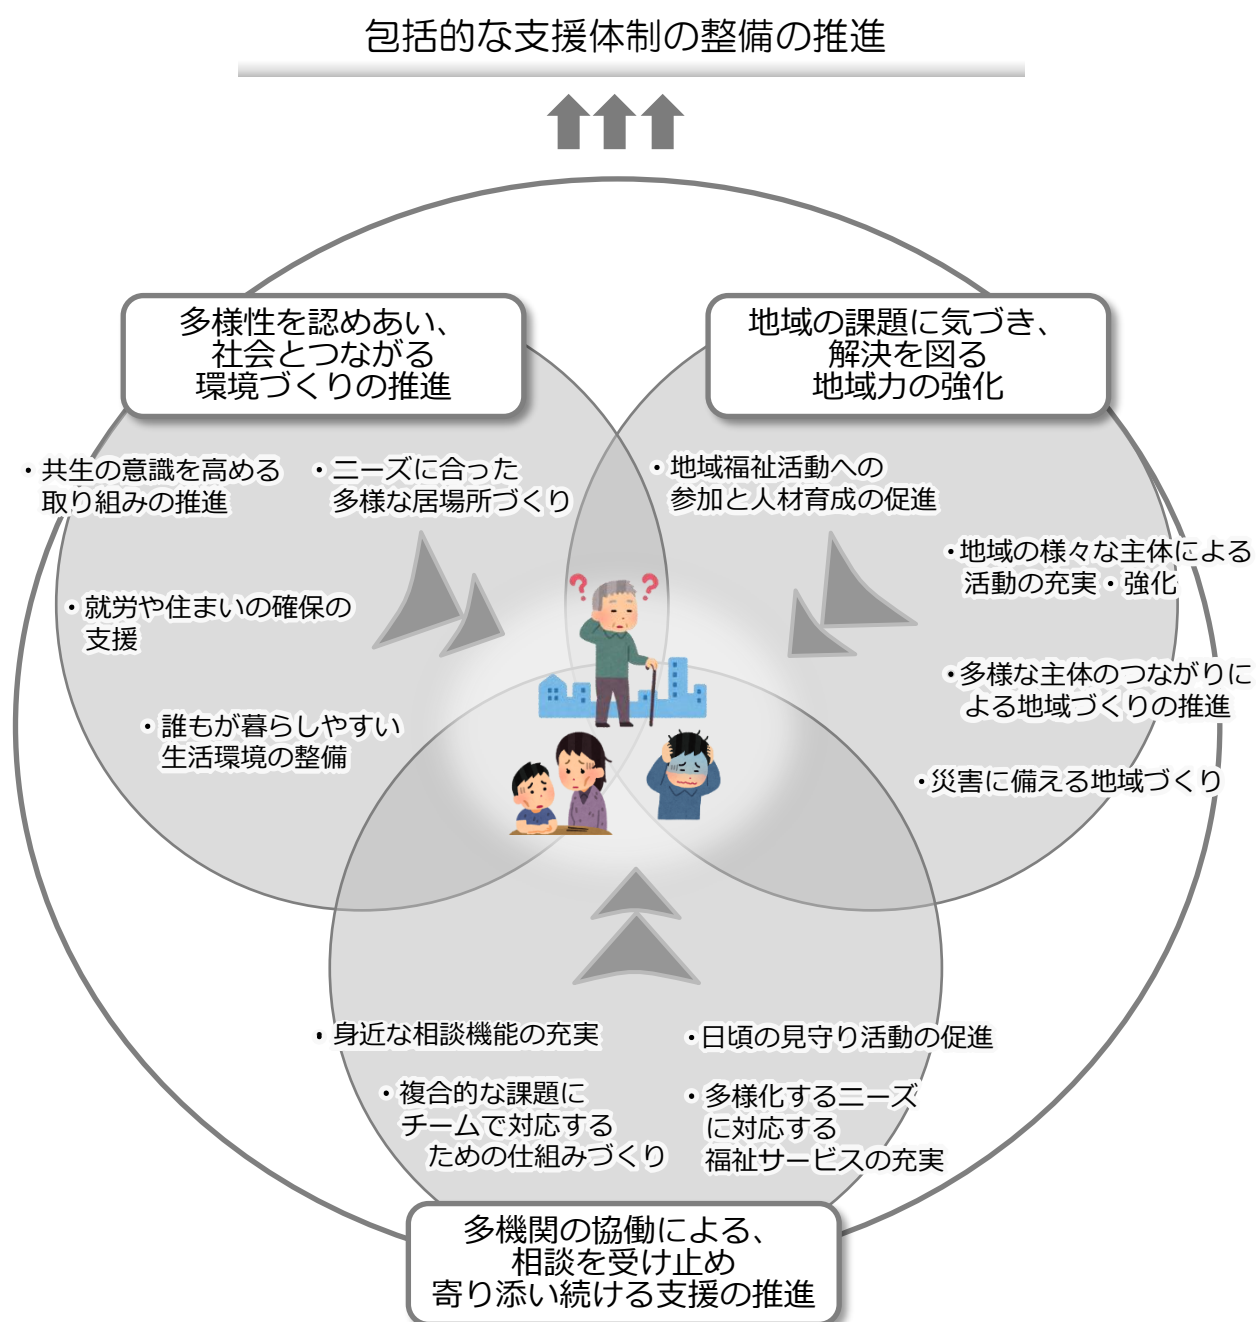 包括的な支援体制の整備の推進
多様性を認めあい、
社会とつながる
環境づくりの推進
地域の課題に気づき、
解決を図る
地域力の強化
・共生の意識を高める
取り組みの推進
・ニーズに合った
多様な居場所づくり
・就労や住まいの確保の
支援
・誰もが暮らしやすい
生活環境の整備
・地域福祉活動への
参加と人材育成の促進
・地域の様々な主体による
活動の充実・強化
・多様な主体のつながりに
よる地域づくりの推進
・災害に備える地域づくり
? ?
・身近な相談機能の充実
・複合的な課題に
チームで対応する
ための仕組みづくり
・日頃の見守り活動の促進
・多様化するニーズ
に対応する
福祉サービスの充実
多機関の協働による、
相談を受け止め
寄り添い続ける支援の推進